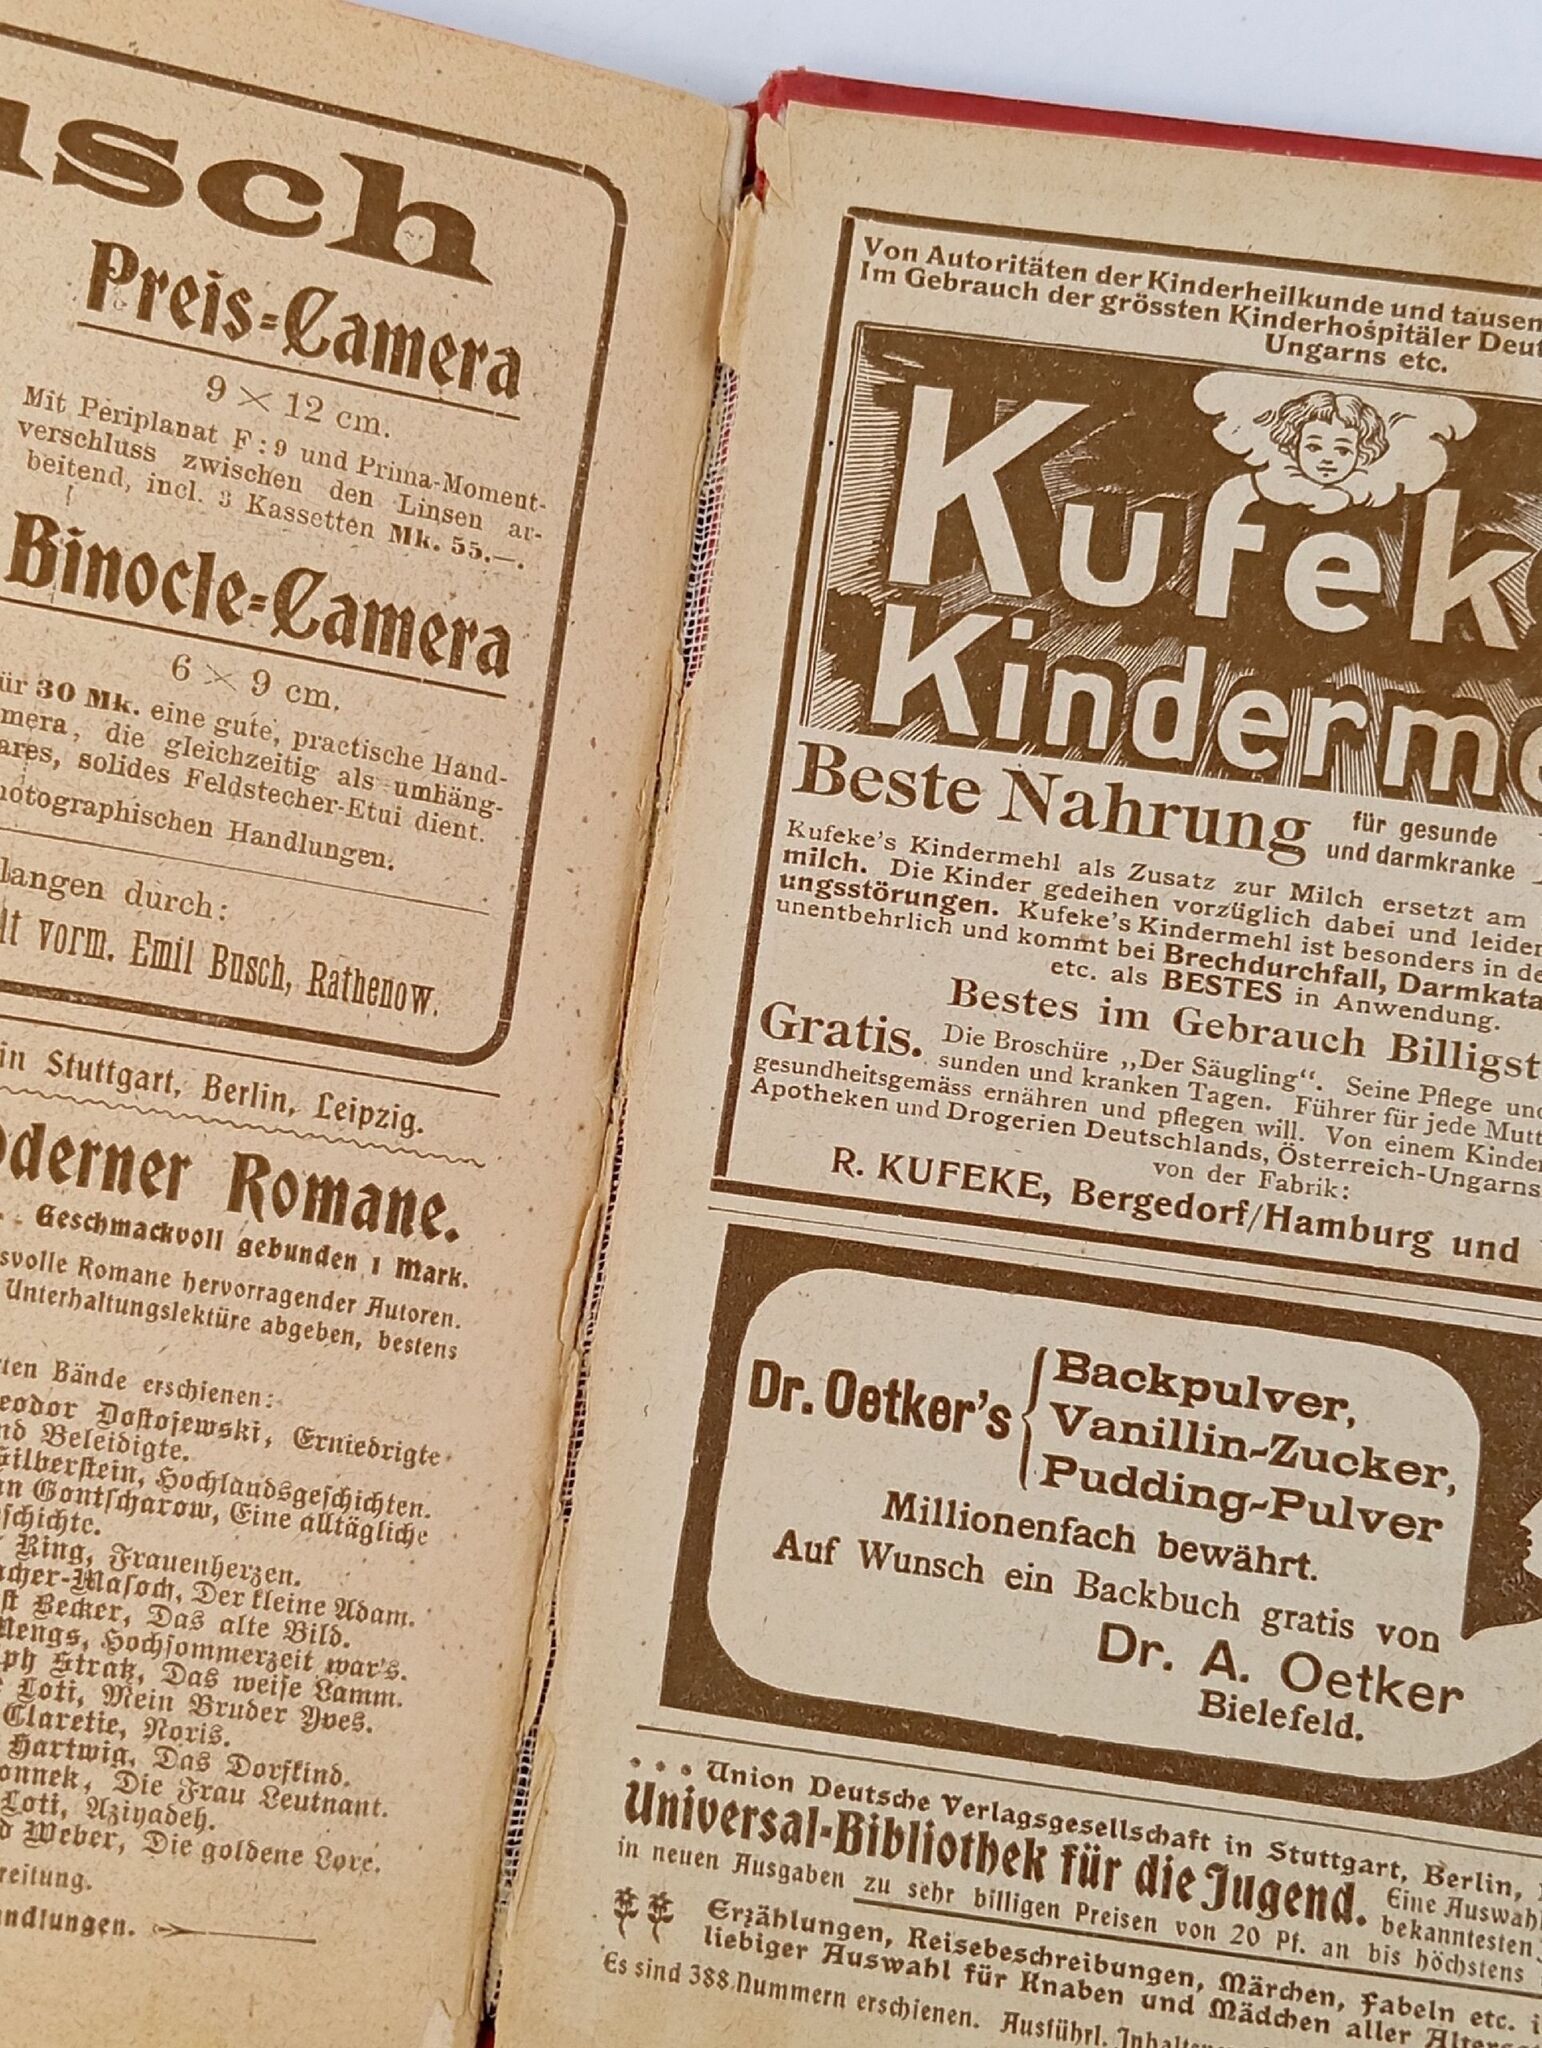 usch
Preis=Camera
9 × 12 cm.
Mit Periplanat F : 9 und Prima-Moment-
verschluss zwischen den Linsen ar-
beitend, incl. 3 Kassetten Mk. 55.—.
Binocle=Camera
6 × 9 cm.
ür 30 Mk. eine gute, practische Hand-
mera, die gleichzeitig als umhäng-
ares, solides Feldstecher-Etui dient.
hotographischen Handlungen.
langen durch:
lt vorm. Emil Busch, Rathenow.
in Stuttgart, Berlin, Leipzig.
oderner Romane.
Geschmackvoll gebunden 1 Mark.
svolle Romane hervorragender Autoren.
Unterhaltungslektüre abgeben, bestens
ten Bände erschienen:
eodor Dostojewski, Erniedrigte
nd Beleidigte.
Silberstein, Hochlandsgeschichten.
an Gontscharow, Eine alltägliche
schichte.
Ring, Frauenherzen.
acher-Masoch, Der kleine Adam.
st Becker, Das alte Bild.
Mengs, Hochsommerzeit war's.
ph Stratz, Das weiße Lamm.
Loti, Mein Bruder Yves.
Claretie, Noris.
Hartwig, Das Dorfkind.
onnek, Die Frau Leutnant.
Loti, Aziyadeh.
d Weber, Die goldene Lore.
reitung.
andlungen.
Von Autoritäten der Kinderheilkunde und tausen
Im Gebrauch der grössten Kinderhospitäler Deut
Ungarns etc.
Kufeke
Kinderme
Beste Nahrung für gesunde
und darmkranke
Kufeke's Kindermehl als Zusatz zur Milch ersetzt am
milch. Die Kinder gedeihen vorzüglich dabei und leiden
ungsstörungen. Kufeke's Kindermehl ist besonders in de
unentbehrlich und kommt bei Brechdurchfall, Darmkata
etc. als BESTES in Anwendung.
Bestes im Gebrauch Billigst
Gratis. Die Broschüre „Der Säugling“. Seine Pflege und
sunden und kranken Tagen. Führer für jede Mutt
gesundheitsgemäss ernähren und pflegen will. Von einem Kinder
Apotheken und Drogerien Deutschlands, Österreich-Ungarns
von der Fabrik:
R. KUFEKE, Bergedorf/Hamburg und
Dr. Oetker's
Backpulver,
Vanillin-Zucker,
Pudding-Pulver
Millionenfach bewährt.
Auf Wunsch ein Backbuch gratis von
Dr. A. Oetker
Bielefeld.
Union Deutsche Verlagsgesellschaft in Stuttgart, Berlin,
Universal-Bibliothek für die Jugend. Eine Auswahl
bekanntesten
in neuen Ausgaben zu sehr billigen Preisen von 20 Pf. an bis höchstens
Erzählungen, Reisebeschreibungen, Märchen, Fabeln etc. i
liebiger Auswahl für Knaben und Mädchen aller Alters
Es sind 388 Nummern erschienen. Ausführl.